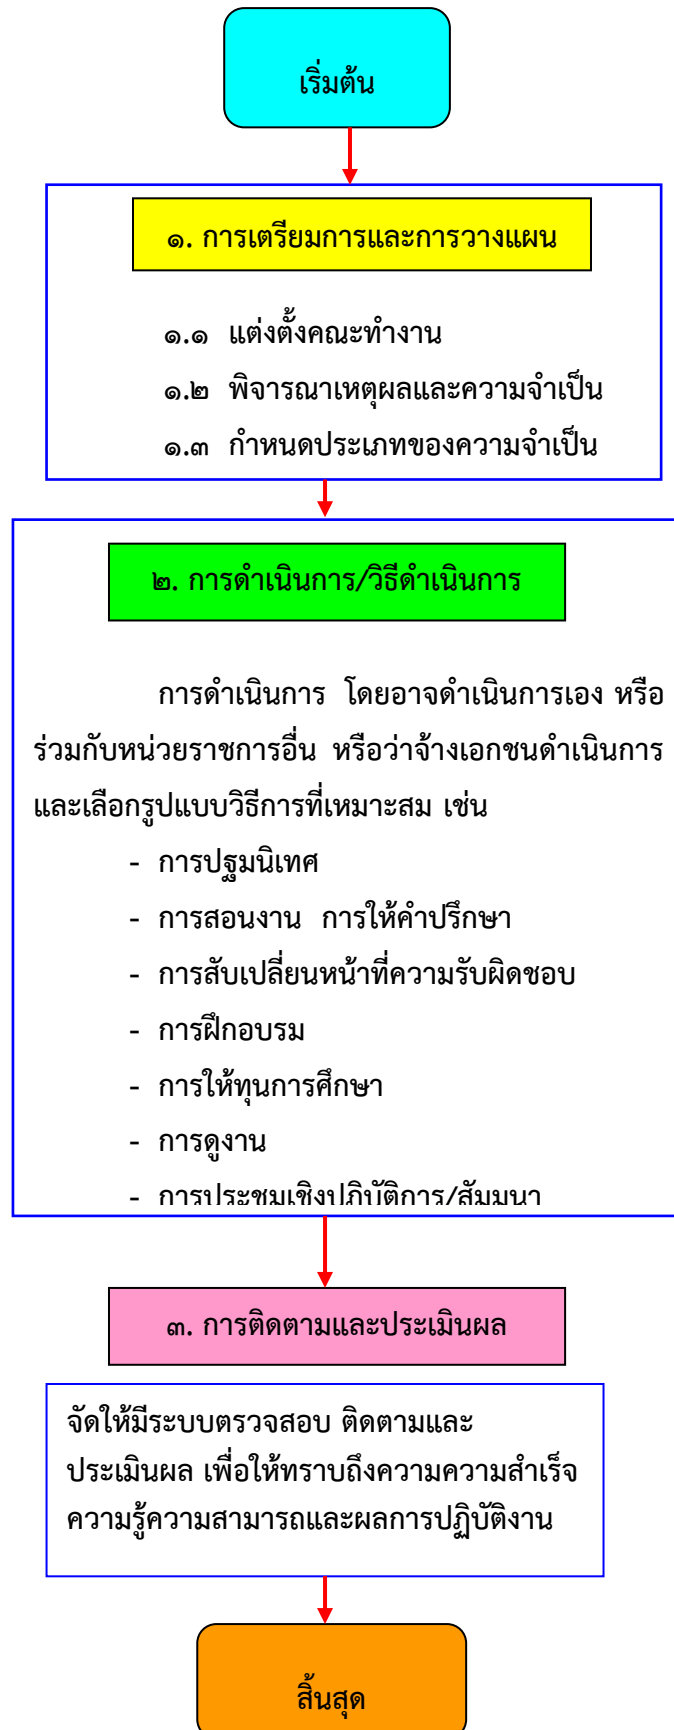 เริ่มต้น
๑. การเตรียมการและการวางแผน
๑.๑ แต่งตั้งคณะทำงาน
๑.๒ พิจารณาเหตุผลและความจำเป็น
๑.๓ กำหนดประเภทของความจำเป็น
๒. การดำเนินการ/วิธีดำเนินการ
การดำเนินการ โดยอาจดำเนินการเอง หรือ
ร่วมกับหน่วยราชการอื่น หรือว่าจ้างเอกชนดำเนินการ
และเลือกรูปแบบวิธีการที่เหมาะสม เช่น
- การปฐมนิเทศ
- การสอนงาน การให้คำปรึกษา
- การสับเปลี่ยนหน้าที่ความรับผิดชอบ
- การฝึกอบรม
- การให้ทุนการศึกษา
- การดูงาน
- การประชุมเชิงปฏิบัติการ/สัมมนา
๓. การติดตามและประเมินผล
จัดให้มีระบบตรวจสอบ ติดตามและ
ประเมินผล เพื่อให้ทราบถึงความความสำเร็จ
ความรู้ความสามารถและผลการปฏิบัติงาน
สิ้นสุด